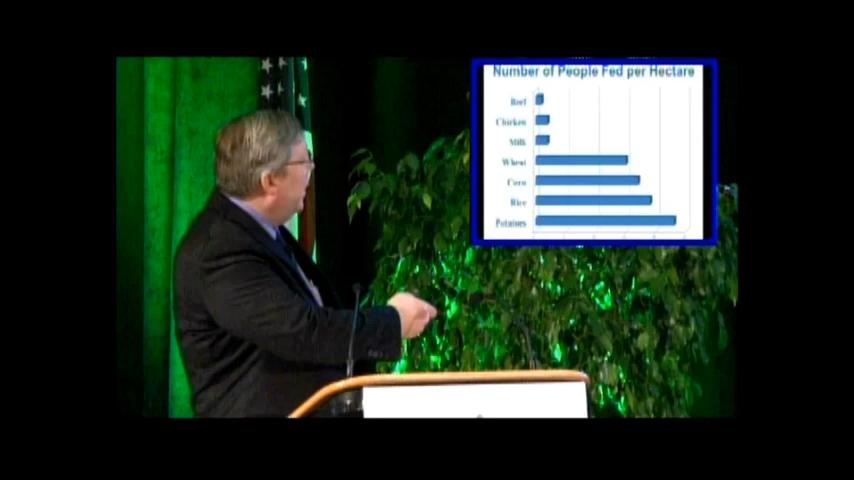 Number of People Fed per Hectare
Beef
Chicken
Milk
Wheat
Corn
Rice
Potatoes